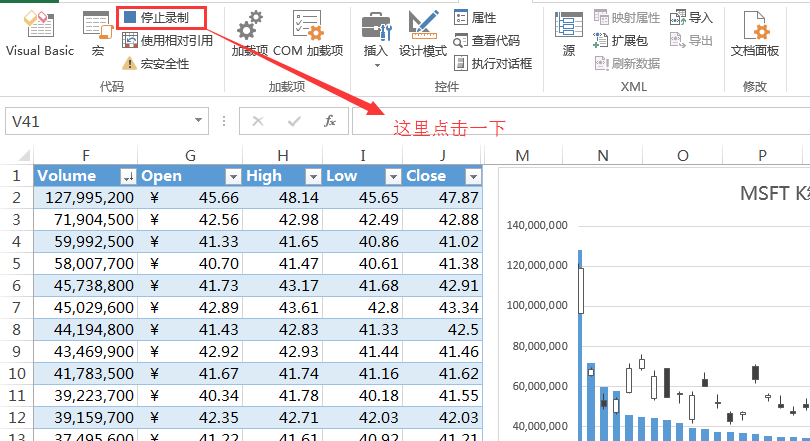 停止录制
属性
映射属性
导入
使用相对引用
查看代码
扩展包
导出
Visual Basic
宏
宏安全性
加载项
COM 加载项
插入
设计模式
执行对话框
源
刷新数据
文档面板
代码
加载项
控件
XML
修改
V41
fx
这里点击一下
F G H I J M N O P
1 Volume Open High Low Close
2 127,995,200 ¥ 45.66 48.14 45.65 47.87
3 71,904,500 ¥ 42.56 42.98 42.49 42.88
4 59,992,500 ¥ 41.33 41.65 40.86 41.02
5 58,007,700 ¥ 40.70 41.47 40.61 41.38
6 45,738,800 ¥ 41.73 43.17 41.68 42.91
7 45,029,600 ¥ 42.89 43.61 42.8 43.34
8 44,194,800 ¥ 41.43 42.83 41.33 42.5
9 43,469,900 ¥ 42.92 42.93 41.44 41.46
10 41,783,500 ¥ 41.67 41.74 41.16 41.62
11 39,223,700 ¥ 40.34 41.78 40.18 41.55
12 39,159,700 ¥ 42.35 42.71 42.03 42.03
13 37,495,600 ¥ 41.22 41.61 40.92 41.21
MSFT K
140,000,000
120,000,000
100,000,000
80,000,000
60,000,000
40,000,000